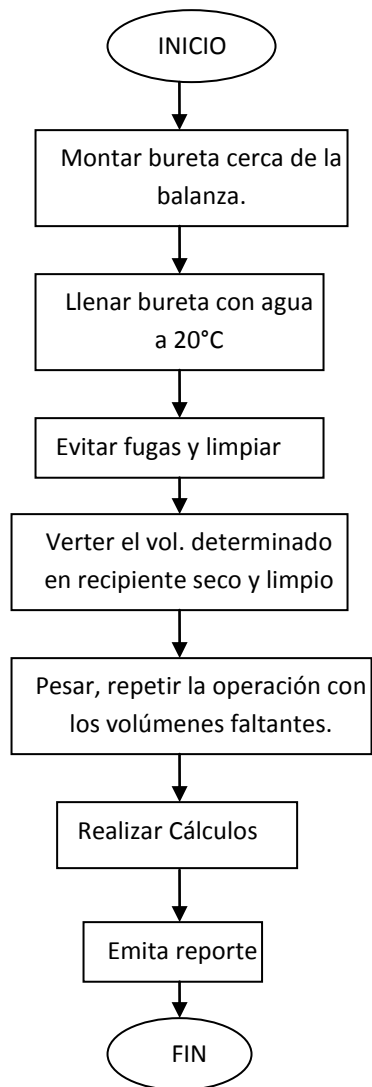 INICIO
Montar bureta cerca de la
balanza.
Llenar bureta con agua
a 20°C
Evitar fugas y limpiar
Verter el vol. determinado
en recipiente seco y limpio
Pesar, repetir la operación con
los volúmenes faltantes.
Realizar Cálculos
Emita reporte
FIN